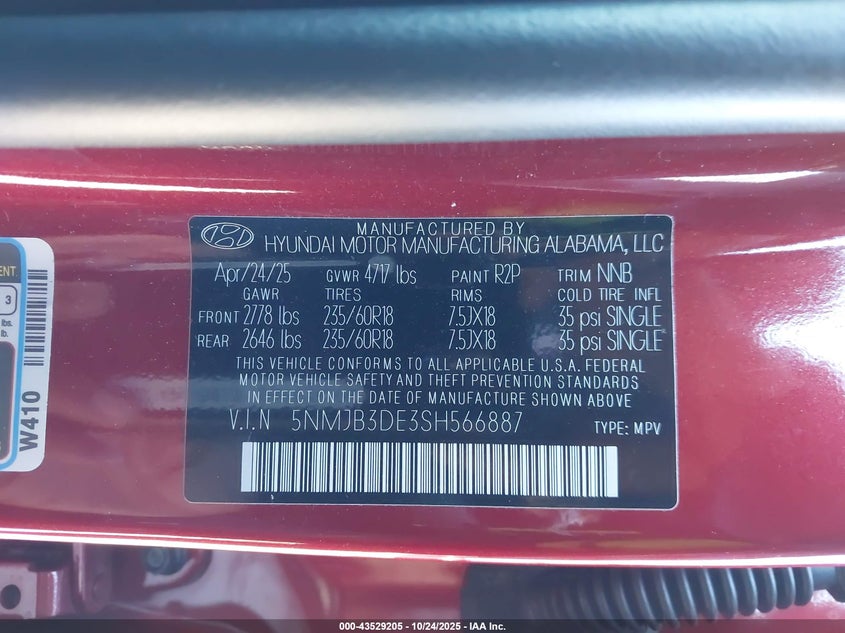 MANUFACTURED BY
HYUNDAI MOTOR MANUFACTURING ALABAMA, LLC
Apr/24/25 GVWR 4717 lbs PAINT R2P TRIM NNB
GAWR TIRES RIMS COLD TIRE INFL
FRONT 2778 lbs 235/60R18 7.5JX18 35 psi SINGLE
REAR 2646 lbs 235/60R18 7.5JX18 35 psi SINGLE
THIS VEHICLE CONFORMS TO ALL APPLICABLE U.S.A. FEDERAL
MOTOR VEHICLE SAFETY AND THEFT PREVENTION STANDARDS
IN EFFECT ON THE DATE OF MANUFACTURE SHOWN ABOVE
V.I.N 5NMJB3DE3SH566887 TYPE: MPV
ENT.
3
lbs.
lb.
W410
000-43529205 - 10/24/2025 - IAA Inc.